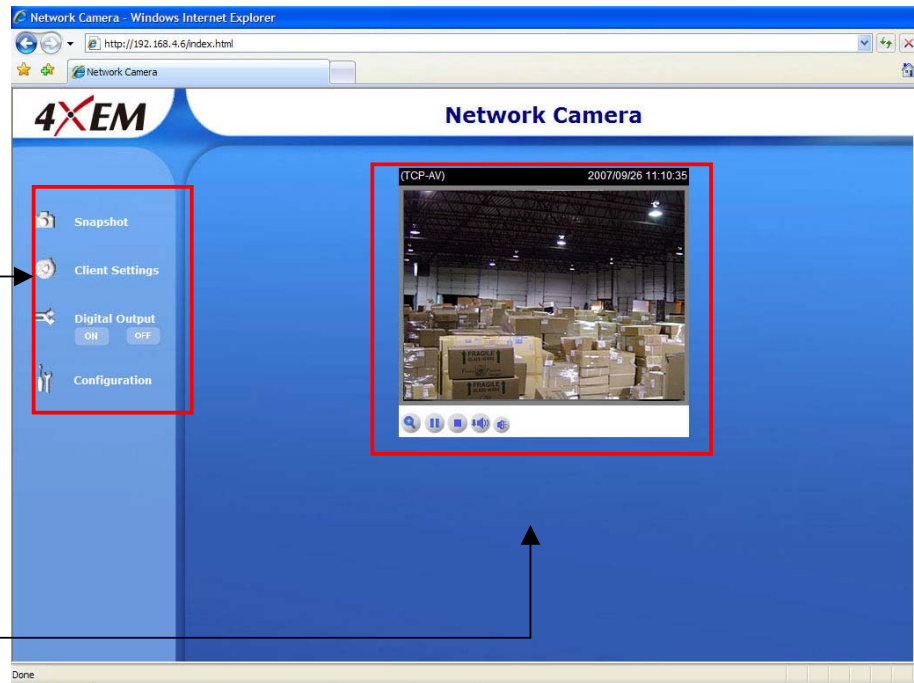 Network Camera - Windows Internet Explorer
http://192.168.4.6/index.html
Network Camera
4XEM
Network Camera
(TCP-AV) 2007/09/26 11:10:35
Snapshot
Client Settings
Digital Output
ON OFF
Configuration
FRAGILE
FRAGILE
Done